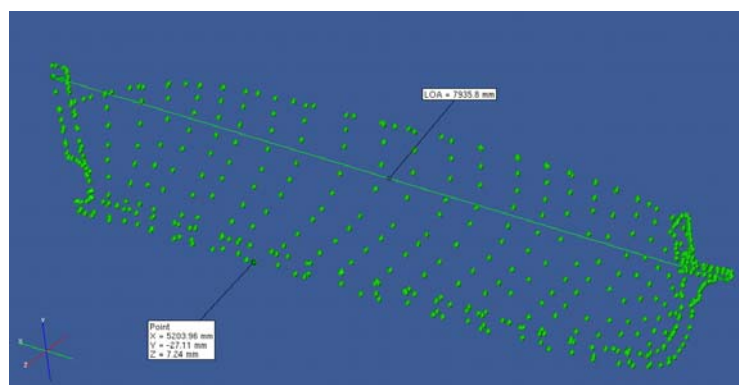 LOA = 7935.8 mm
Point
X = 5203.96 mm
Y = -27.11 mm
Z = 7.24 mm